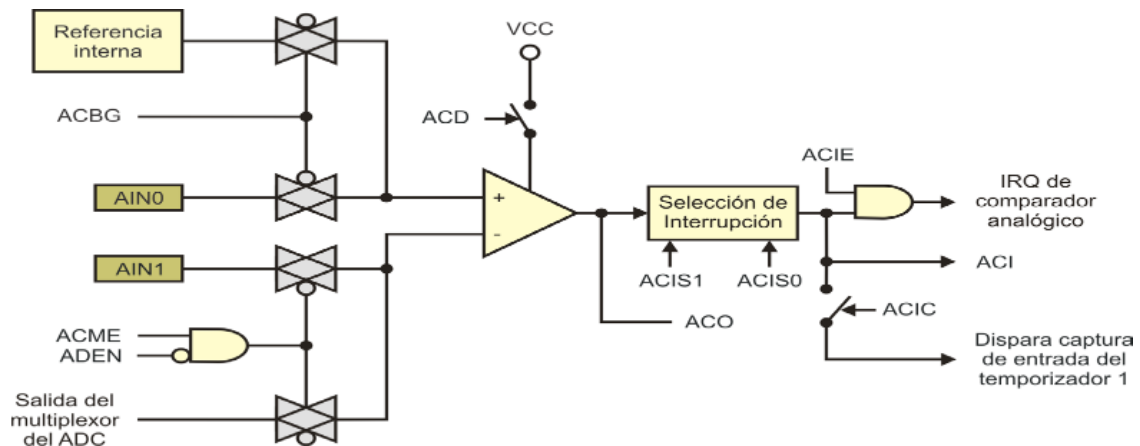 Referencia
interna
VCC
ACBG
ACD
ACIE
AIN0
+
-
Selección de
Interrupción
IRQ de
comparador
analógico
AIN1
ACIS1
ACIS0
ACI
ACO
ACIC
ACME
ADEN
Dispara captura
de entrada del
temporizador 1
Salida del
multiplexor
del ADC